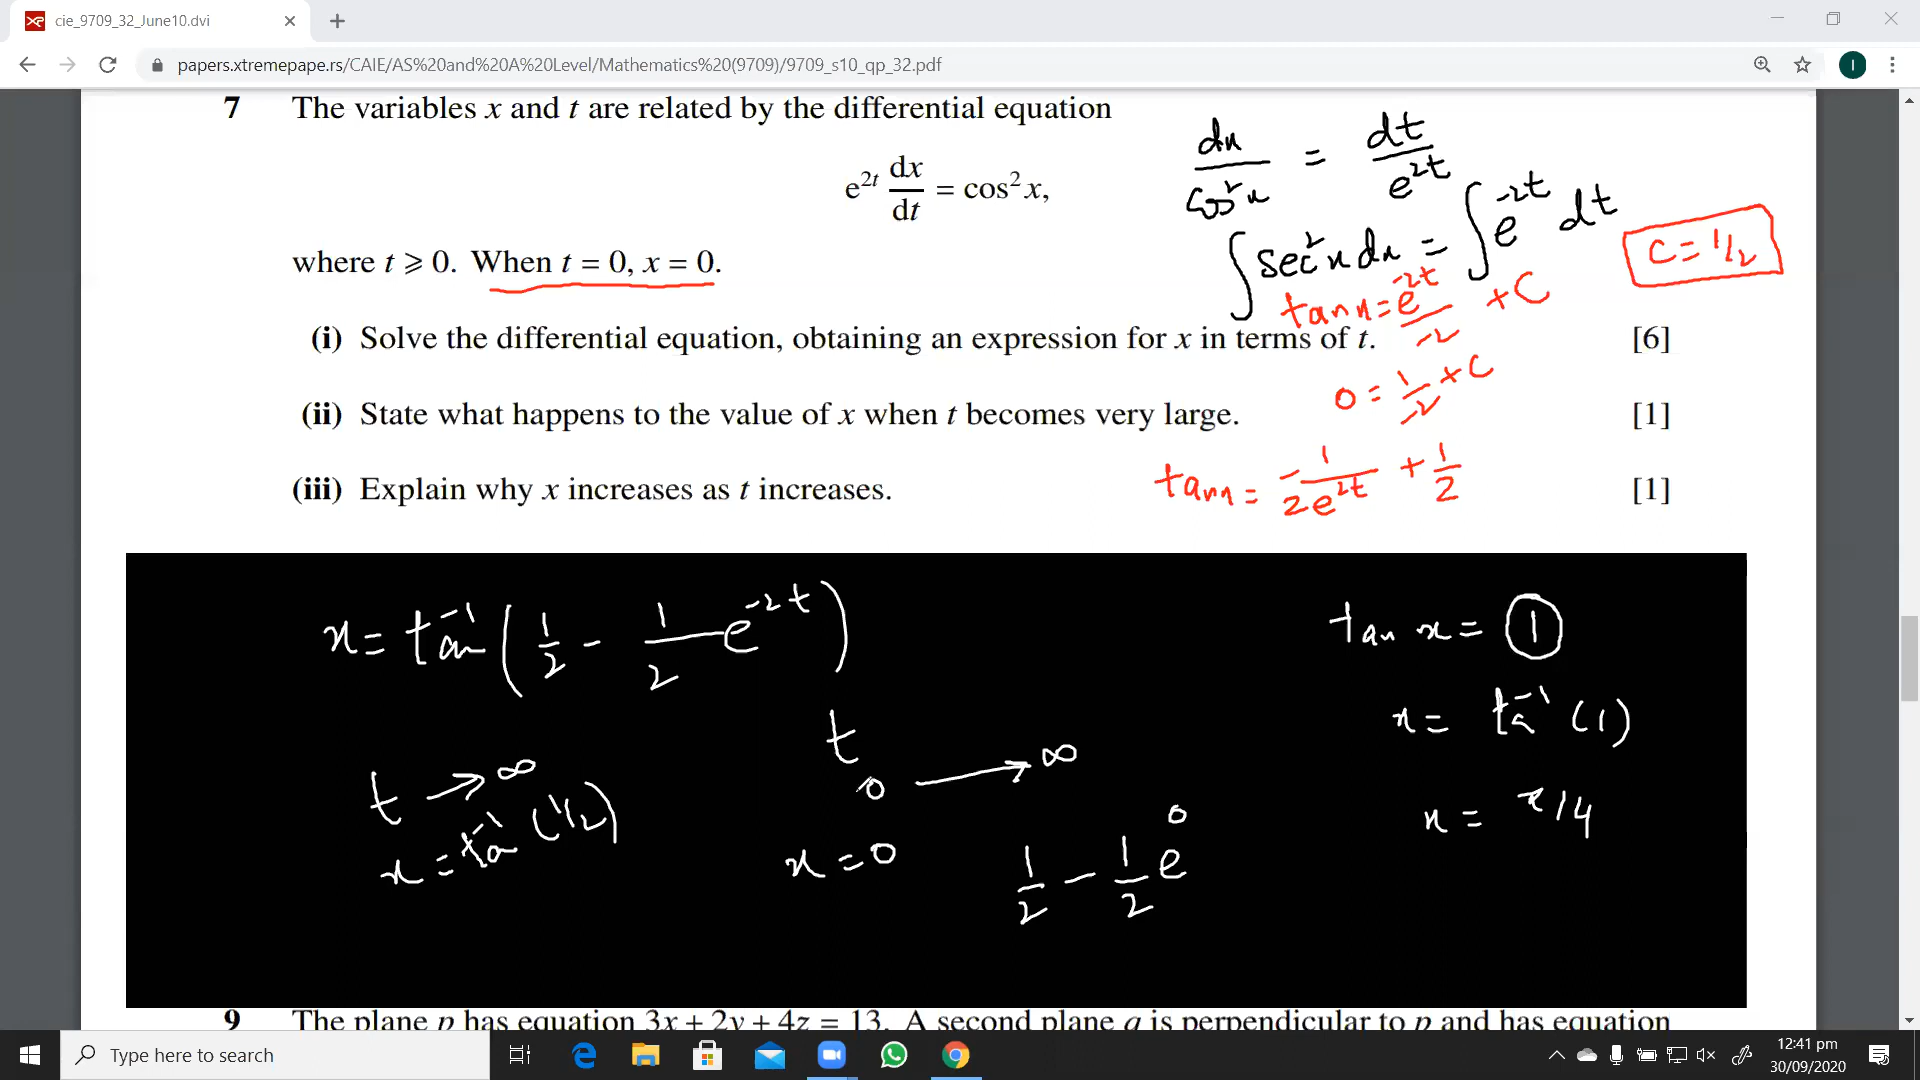 cie_9709_32_June10.dvi
papers.xtremepape.rs/CAIE/AS%20and%20A%20Level/Mathematics%20(9709)/9709_s10_qp_32.pdf
I
7 The variables x and t are related by the differential equation
e^{2t} dx/dt = cos² x,
where t ⩾ 0. When t = 0, x = 0.
(i) Solve the differential equation, obtaining an expression for x in terms of t. [6]
(ii) State what happens to the value of x when t becomes very large. [1]
(iii) Explain why x increases as t increases. [1]
dx/cos²x = dt/e^{2t}
∫sec²x dx = ∫e^{-2t} dt
C = 1/2
tan x = e^{-2t}/-2 + C
0 = 1/-2 + C
tan x = -1/2e^{2t} + 1/2
x = tan⁻¹(1/2 - 1/2 e^{-2t})
t → ∞
x = ta⁻¹(1/2)
t
0 → ∞
x = 0
1/2 - 1/2 e^0
tan x = 1
x = ta⁻¹(1)
x = π/4
9 The plane p has equation 3x + 2y + 4z = 13. A second plane q is perpendicular to p and has equation
Type here to search
12:41 pm
30/09/2020